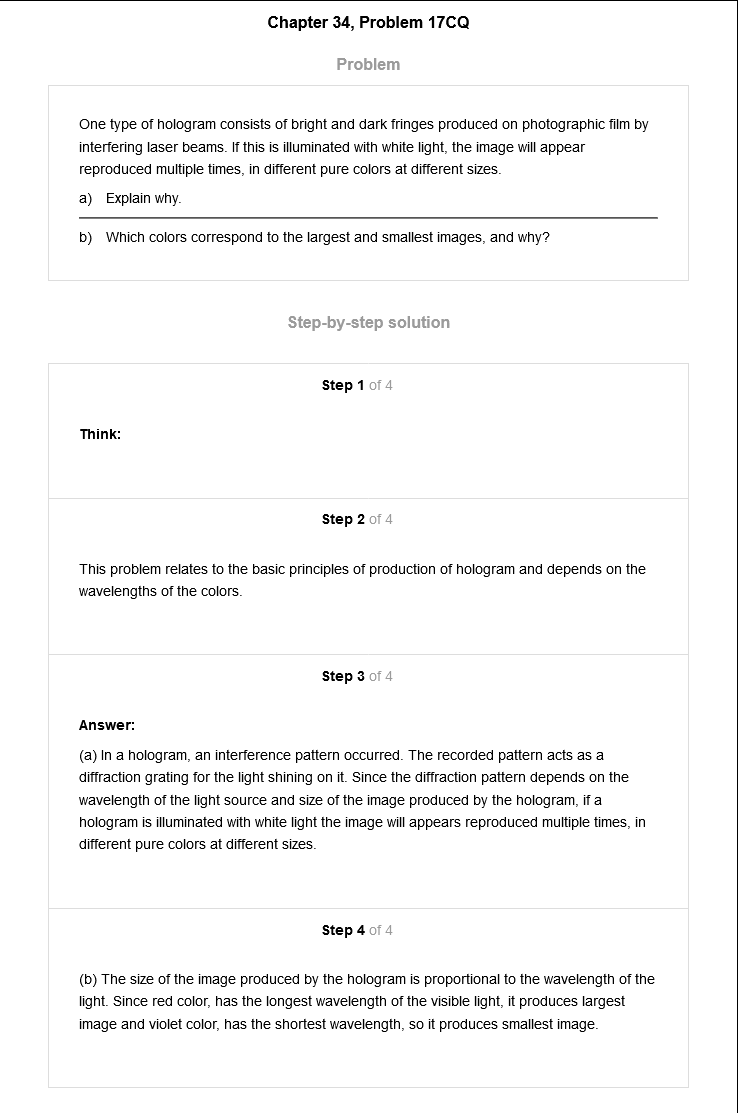 Chapter 34, Problem 17CQ
Problem
One type of hologram consists of bright and dark fringes produced on photographic film by
interfering laser beams. If this is illuminated with white light, the image will appear
reproduced multiple times, in different pure colors at different sizes.
a) Explain why.
b) Which colors correspond to the largest and smallest images, and why?
Step-by-step solution
Step 1 of 4
Think:
Step 2 of 4
This problem relates to the basic principles of production of hologram and depends on the
wavelengths of the colors.
Step 3 of 4
Answer:
(a) In a hologram, an interference pattern occurred. The recorded pattern acts as a
diffraction grating for the light shining on it. Since the diffraction pattern depends on the
wavelength of the light source and size of the image produced by the hologram, if a
hologram is illuminated with white light the image will appears reproduced multiple times, in
different pure colors at different sizes.
Step 4 of 4
(b) The size of the image produced by the hologram is proportional to the wavelength of the
light. Since red color, has the longest wavelength of the visible light, it produces largest
image and violet color, has the shortest wavelength, so it produces smallest image.